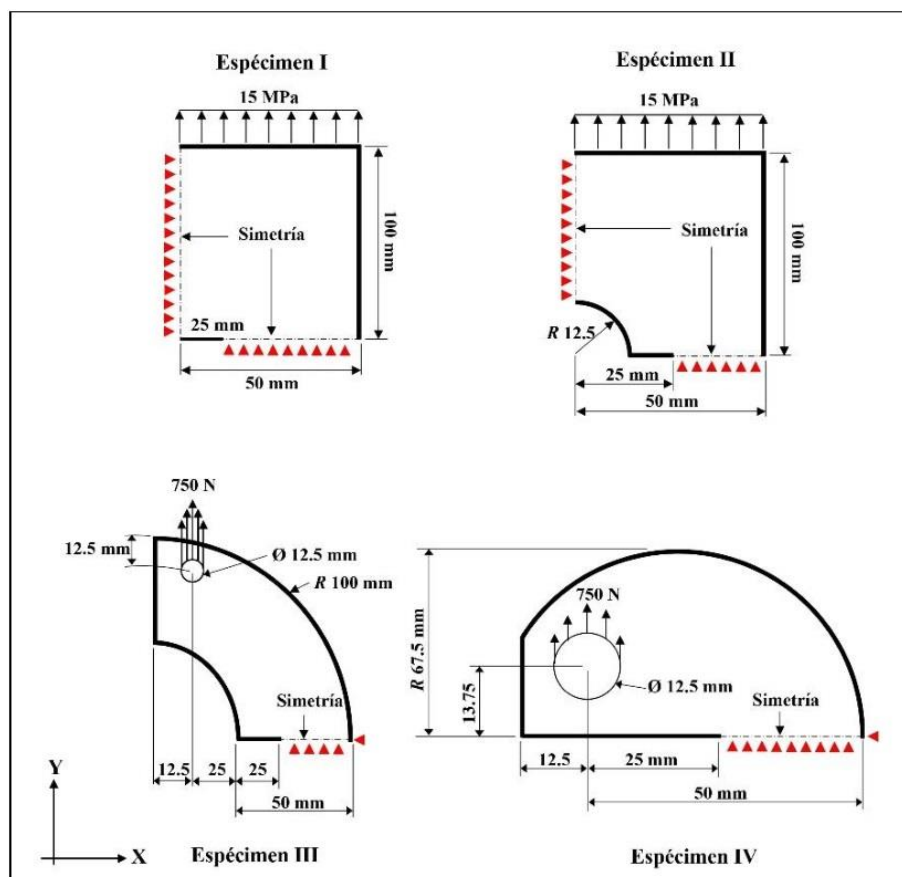 Espécimen I
15 MPa
Simetría
100 mm
25 mm
50 mm
Espécimen II
15 MPa
Simetría
100 mm
R 12.5
25 mm
50 mm
750 N
12.5 mm
Ø 12.5 mm
R 100 mm
Simetría
12.5
25
25
50 mm
Espécimen III
750 N
R 67.5 mm
13.75
Ø 12.5 mm
Simetría
12.5
25 mm
50 mm
Espécimen IV
Y
X